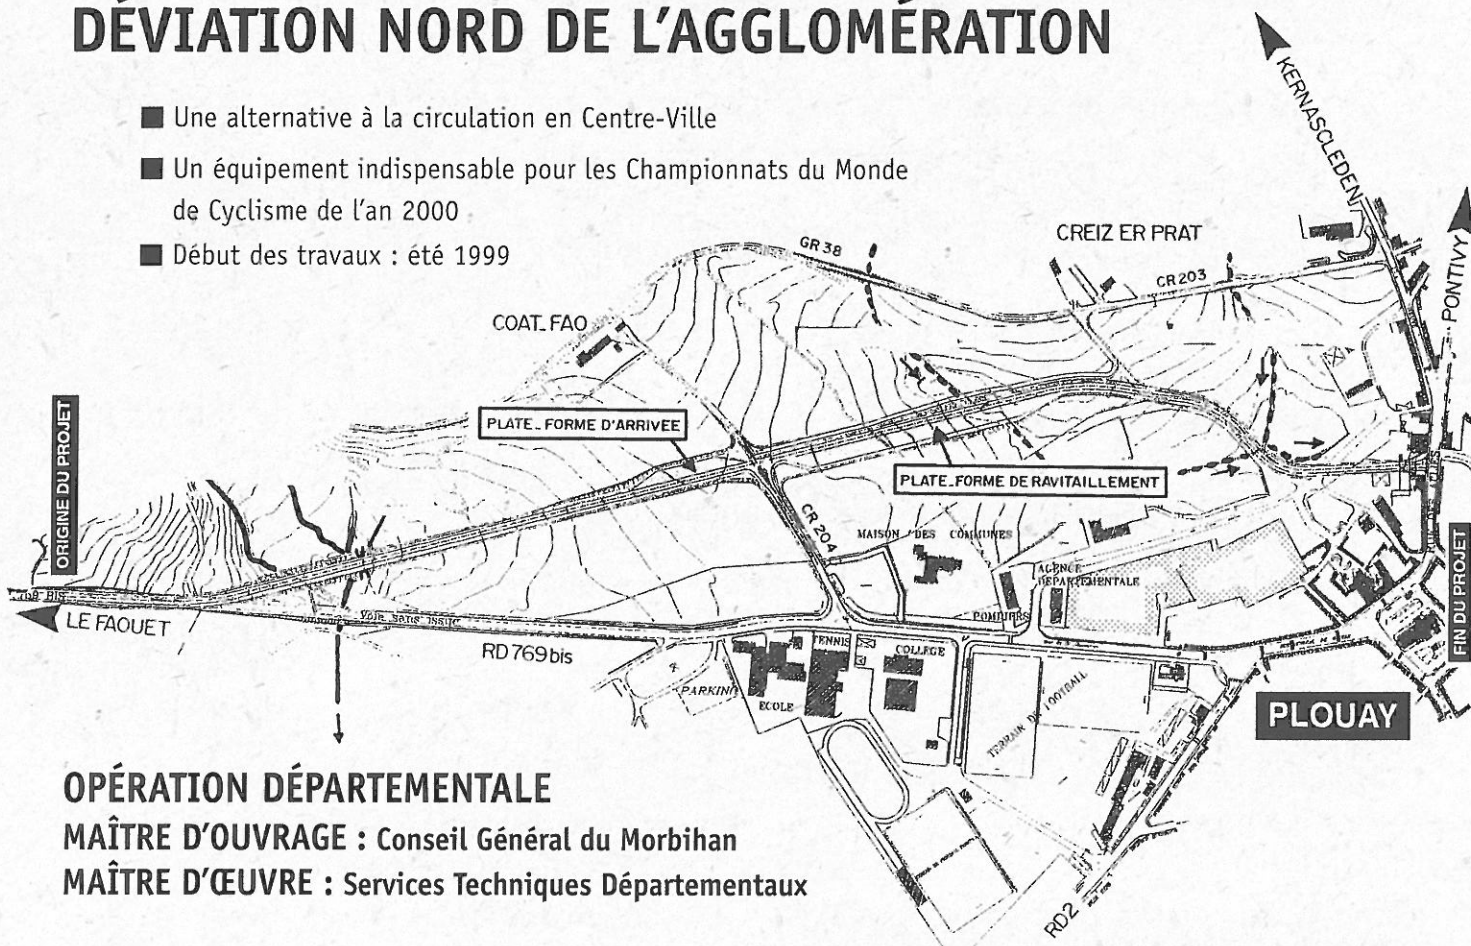 DÉVIATION NORD DE L'AGGLOMÉRATION
■ Une alternative à la circulation en Centre-Ville
■ Un équipement indispensable pour les Championnats du Monde
de Cyclisme de l'an 2000
■ Début des travaux : été 1999
KERNASCLEDEN
PONTIVY
CREIZ ER PRAT
GR 38
CR 203
COAT_FAO
ORIGINE DU PROJET
PLATE_FORME D'ARRIVEE
PLATE_FORME DE RAVITAILLEMENT
CR 204
MAISON DES COMMUNES
AGENCE
DEPARTEMENTALE
POMPIERS
FIN DU PROJET
LE FAOUET
Voie sans issue
RD 769 bis
TENNIS
COLLEGE
PARKING
ECOLE
TERRAIN DE FOOTBALL
PLOUAY
RD2
OPÉRATION DÉPARTEMENTALE
MAÎTRE D'OUVRAGE : Conseil Général du Morbihan
MAÎTRE D'ŒUVRE : Services Techniques Départementaux